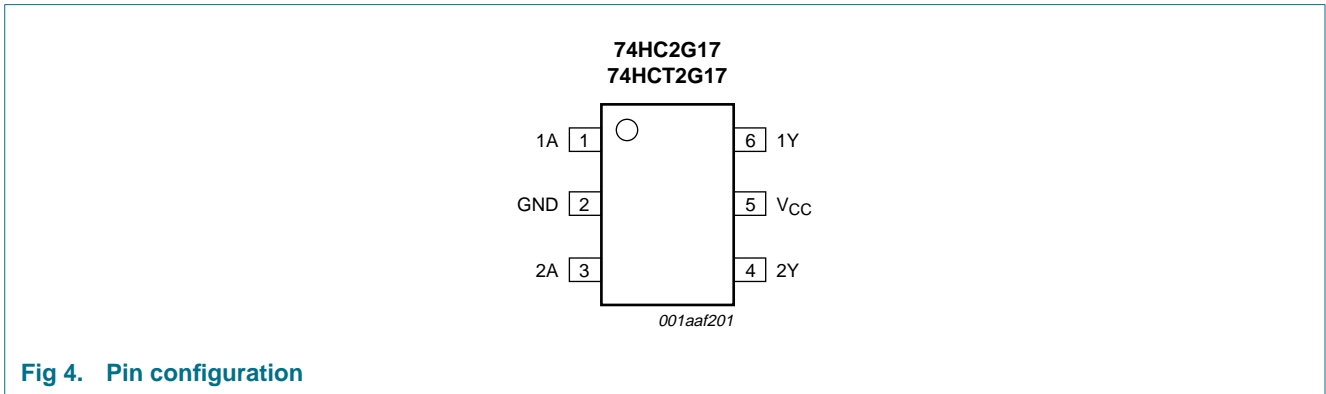 74HC2G17
74HCT2G17
1A 1 6 1Y
GND 2 5 VCC
2A 3 4 2Y
001aaf201
Fig 4. Pin configuration